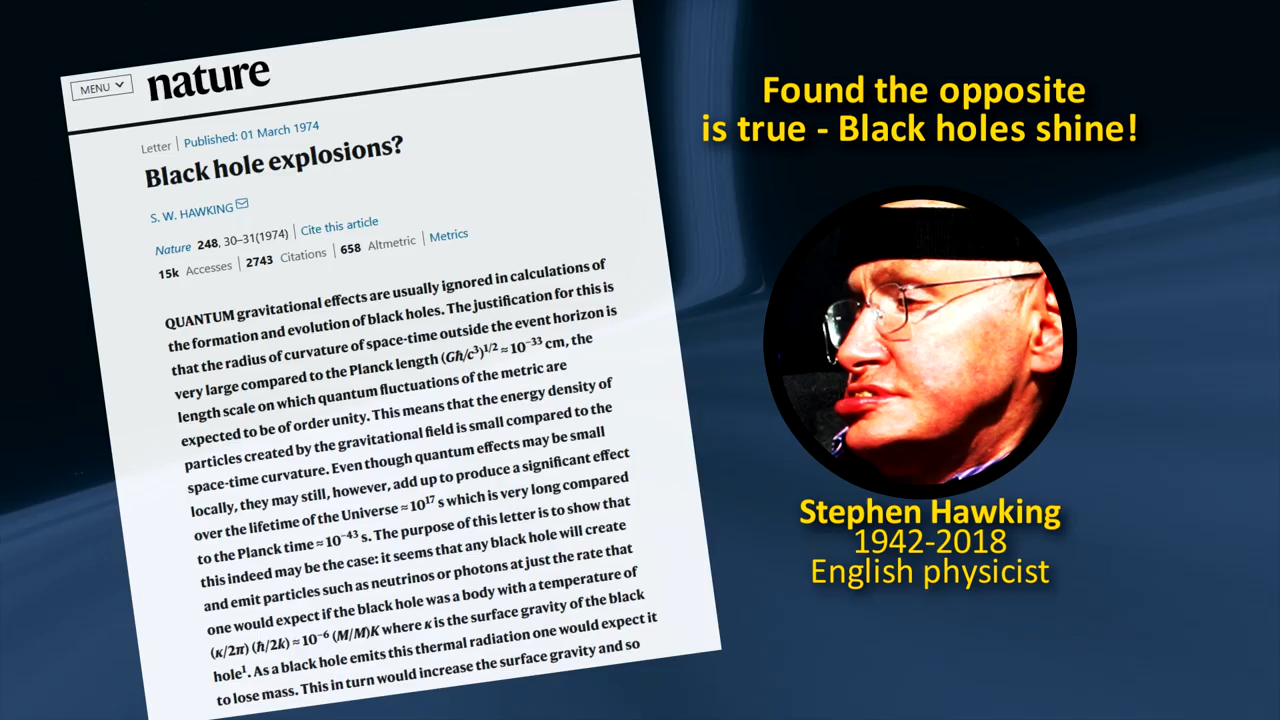 MENU
nature
Letter | Published: 01 March 1974
Black hole explosions?
S. W. HAWKING
Nature 248, 30–31(1974) | Cite this article
15k Accesses | 2743 Citations | 658 Altmetric | Metrics
QUANTUM gravitational effects are usually ignored in calculations of
the formation and evolution of black holes. The justification for this is
that the radius of curvature of space-time outside the event horizon is
very large compared to the Planck length (Għ/c³)¹/² ≈ 10⁻³³ cm, the
length scale on which quantum fluctuations of the metric are
expected to be of order unity. This means that the energy density of
particles created by the gravitational field is small compared to the
space-time curvature. Even though quantum effects may be small
locally, they may still, however, add up to produce a significant effect
over the lifetime of the Universe ≈ 10¹⁷ s which is very long compared
to the Planck time ≈ 10⁻⁴³ s. The purpose of this letter is to show that
this indeed may be the case: it seems that any black hole will create
and emit particles such as neutrinos or photons at just the rate that
one would expect if the black hole was a body with a temperature of
(κ/2π) (ħ/2k) ≈ 10⁻⁶ (M/M)K where κ is the surface gravity of the black
hole¹. As a black hole emits this thermal radiation one would expect it
to lose mass. This in turn would increase the surface gravity and so
Found the opposite
is true - Black holes shine!
Stephen Hawking
1942-2018
English physicist